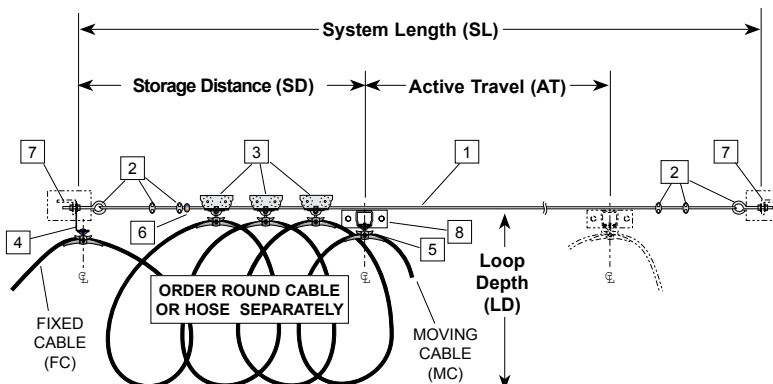 System Length (SL)
Storage Distance (SD)
Active Travel (AT)
7
2
3
1
2
7
4
6
5
8
℄
℄
℄
Loop
Depth
(LD)
ORDER ROUND CABLE
OR HOSE SEPARATELY
FIXED
CABLE
(FC)
MOVING
CABLE
(MC)